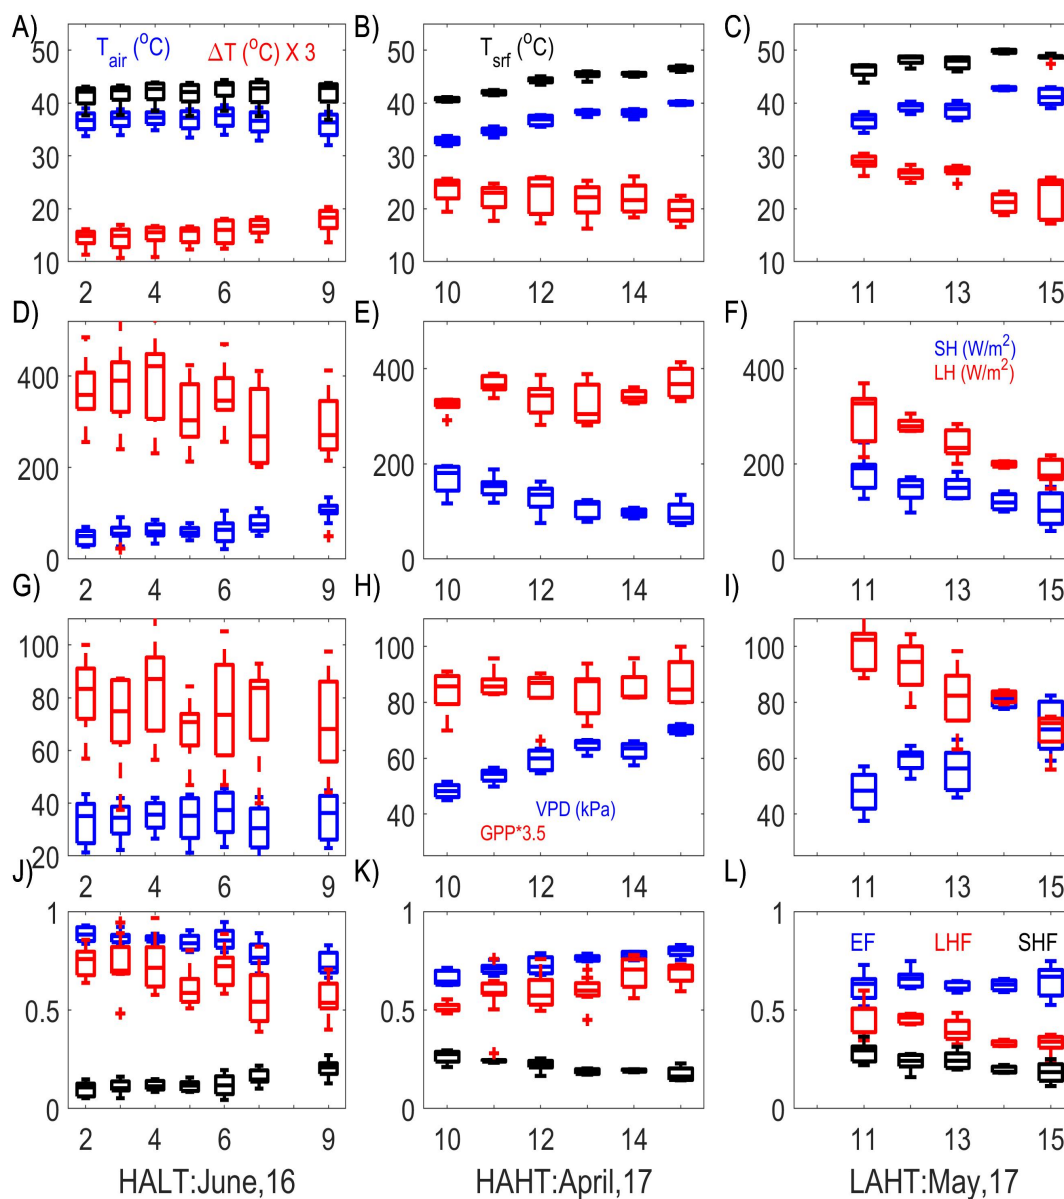 A) B) C)
T_air (°C) ΔT (°C) X 3 T_srf (°C)
50 50 50
40 40 40
30 30 30
20 20 20
10 10 10
2 4 6 9 10 12 14 11 13 15
D) E) F)
SH (W/m²)
LH (W/m²)
400 400 400
200 200 200
0 0 0
2 4 6 9 10 12 14 11 13 15
G) H) I)
100 100 100
80 80 80
60 60 60
40 40 40
VPD (kPa)
GPP*3.5
20
2 4 6 9 10 12 14 11 13 15
J) K) L)
1 1 1
EF LHF SHF
0.5 0.5 0.5
0 0 0
2 4 6 9 10 12 14 11 13 15
HALT:June,16 HAHT:April,17 LAHT:May,17